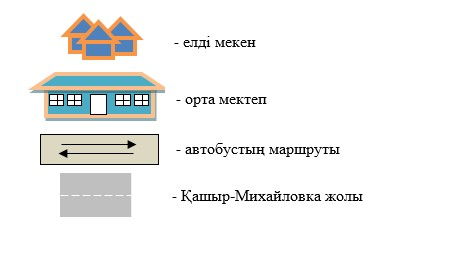 - елді мекен
- орта мектеп
- автобустың маршруты
- Қашыр-Михайловка жолы